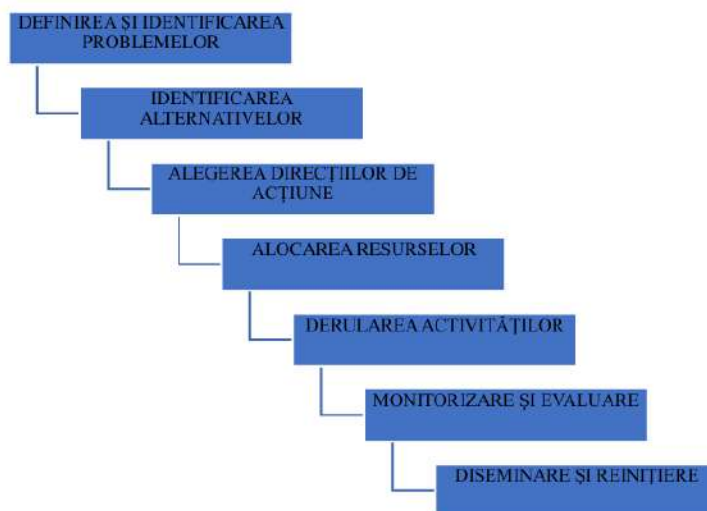 DEFINIREA ȘI IDENTIFICAREA
PROBLEMELOR
IDENTIFICAREA
ALTERNATIVELOR
ALEGEREA DIRECȚIILOR DE
ACȚIUNE
ALOCAREA RESURSELOR
DERULAREA ACTIVITĂȚILOR
MONITORIZARE ȘI EVALUARE
DISEMINARE ȘI REINIȚIERE